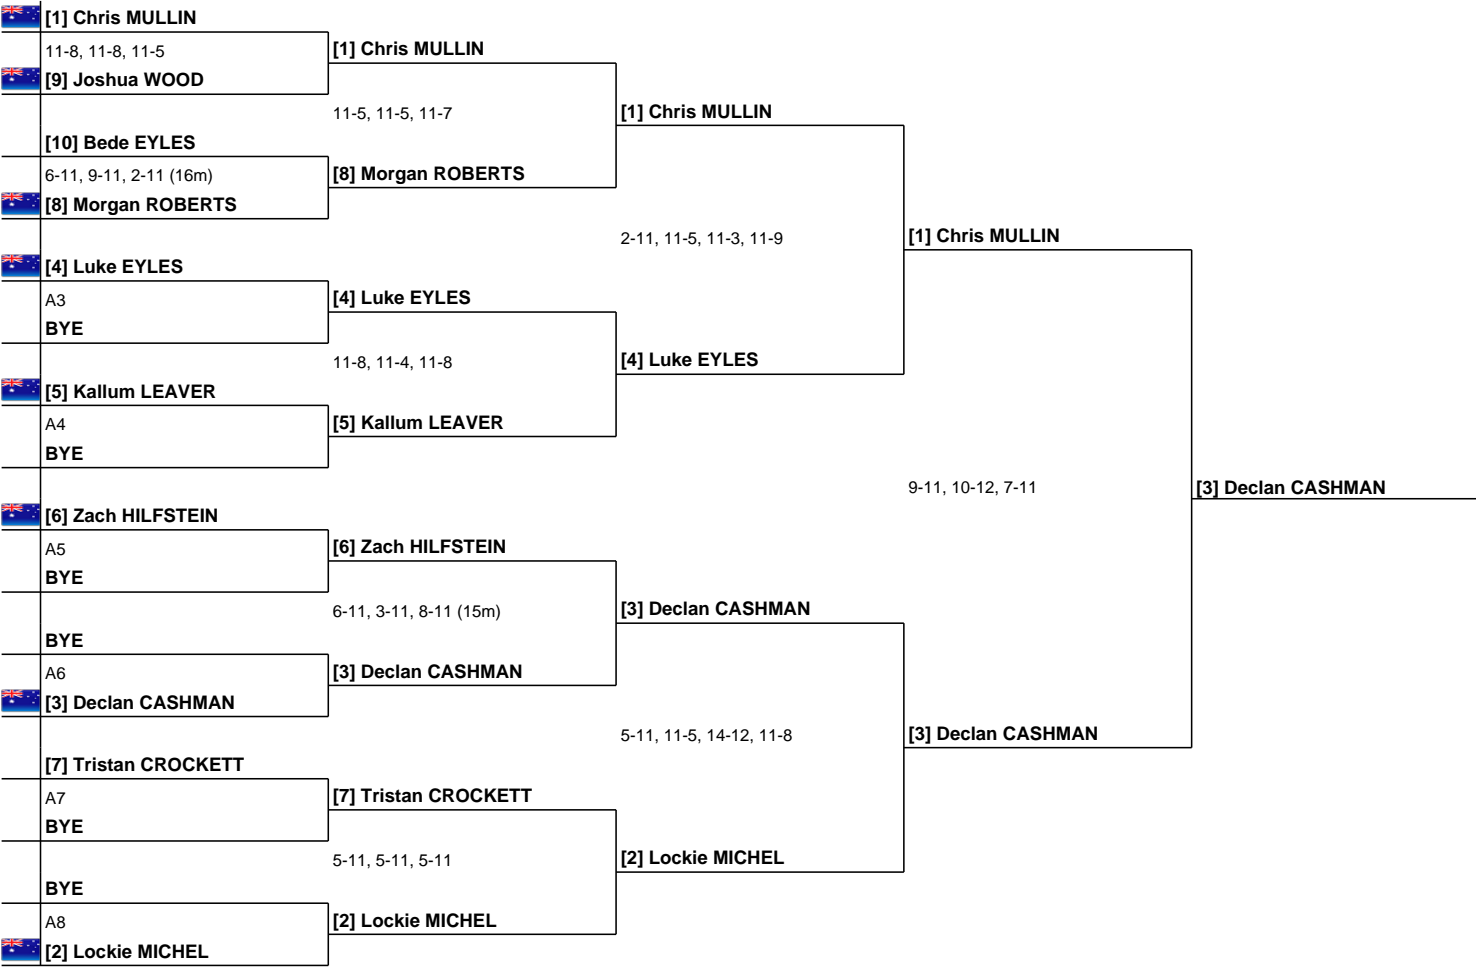 [1] Chris MULLIN
11-8, 11-8, 11-5
[9] Joshua WOOD
[10] Bede EYLES
6-11, 9-11, 2-11 (16m)
[8] Morgan ROBERTS
[4] Luke EYLES
A3
BYE
[5] Kallum LEAVER
A4
BYE
[6] Zach HILFSTEIN
A5
BYE
BYE
A6
[3] Declan CASHMAN
[7] Tristan CROCKETT
A7
BYE
BYE
A8
[2] Lockie MICHEL
[1] Chris MULLIN
11-5, 11-5, 11-7
[8] Morgan ROBERTS
[4] Luke EYLES
11-8, 11-4, 11-8
[5] Kallum LEAVER
[6] Zach HILFSTEIN
6-11, 3-11, 8-11 (15m)
[3] Declan CASHMAN
[7] Tristan CROCKETT
5-11, 5-11, 5-11
[2] Lockie MICHEL
[1] Chris MULLIN
2-11, 11-5, 11-3, 11-9
[4] Luke EYLES
[3] Declan CASHMAN
5-11, 11-5, 14-12, 11-8
[2] Lockie MICHEL
[1] Chris MULLIN
9-11, 10-12, 7-11
[3] Declan CASHMAN
[3] Declan CASHMAN